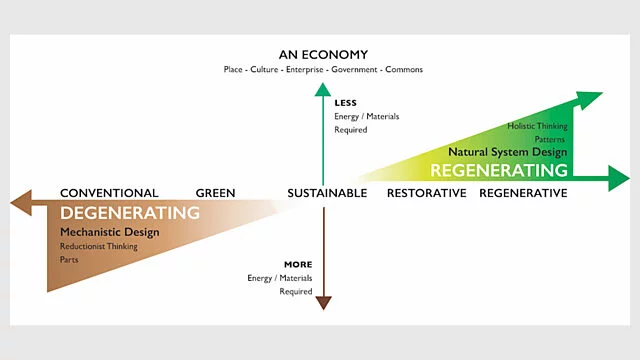 AN ECONOMY
Place - Culture - Enterprise - Government - Commons
LESS
Energy / Materials
Required
Holistic Thinking
Patterns
Natural System Design
REGENERATING
CONVENTIONAL GREEN SUSTAINABLE RESTORATIVE REGENERATIVE
DEGENERATING
Mechanistic Design
Reductionist Thinking
Parts
MORE
Energy / Materials
Required